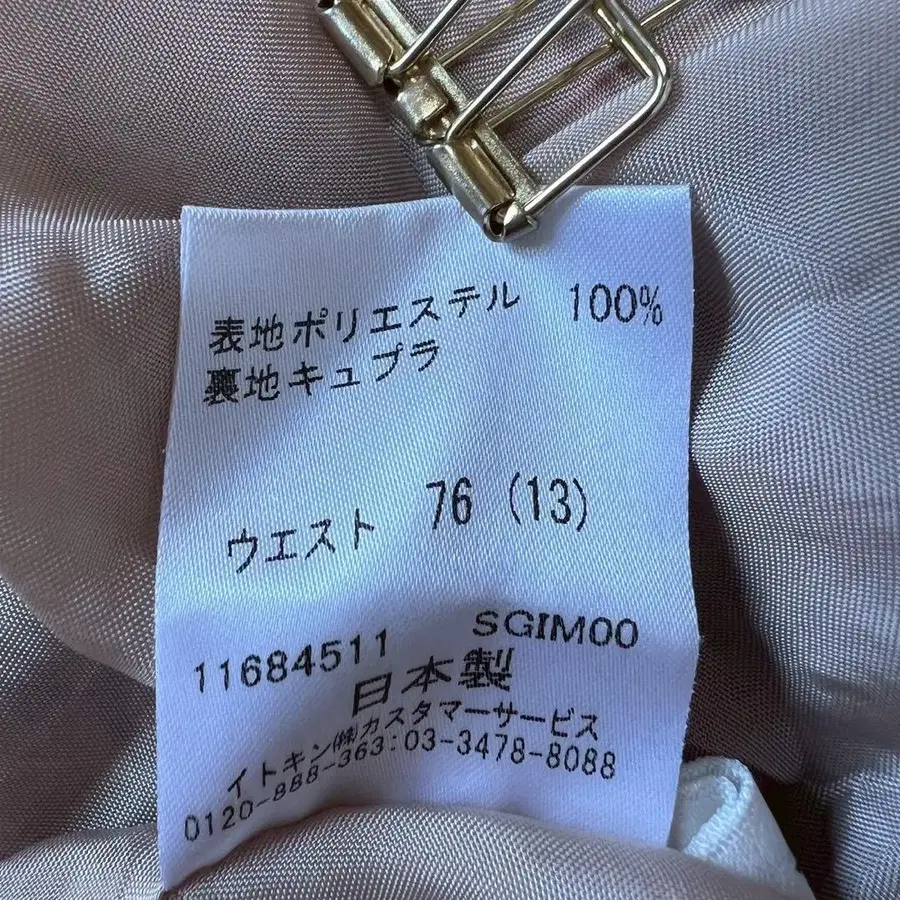 表地ポリエステル 100%
裏地キュプラ
ウエスト 76 (13)
11684511 SGIM00
日本製
イトキン㈱カスタマーサービス
0120-888-363:03-3478-8088